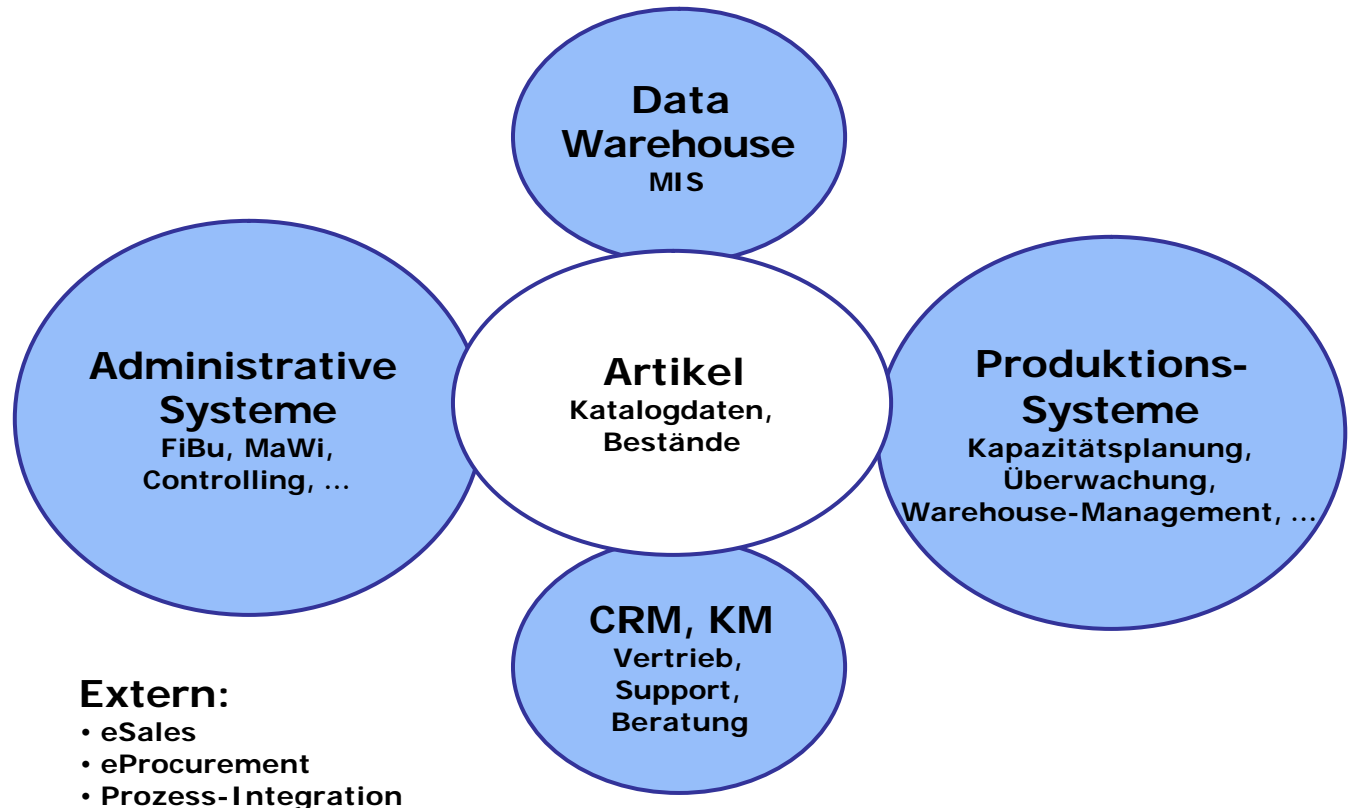 Data
Warehouse
MIS
Administrative
Systeme
FiBu, MaWi,
Controlling, ...
Artikel
Katalogdaten,
Bestände
Produktions-
Systeme
Kapazitätsplanung,
Überwachung,
Warehouse-Management, ...
CRM, KM
Vertrieb,
Support,
Beratung
Extern:
• eSales
• eProcurement
• Prozess-Integration